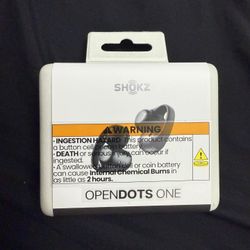 SHOKZ
WARNING
• INGESTION HAZARD: This product contains
a button cell or coin battery.
• DEATH or serious injury can occur if
ingested.
• A swallowed button cell or coin battery
can cause Internal Chemical Burns in
as little as 2 hours.
OPENDOTS ONE